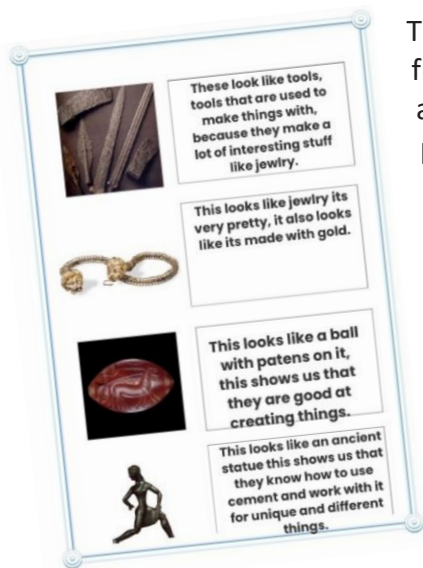 These look like tools,
tools that are used to
make things with,
because they make a
lot of interesting stuff
like jewlry.
This looks like jewlry its
very pretty, it also looks
like its made with gold.
This looks like a ball
with patens on it,
this shows us that
they are good at
creating things.
This looks like an ancient
statue this shows us that
they know how to use
cement and work with it
for unique and different
things.